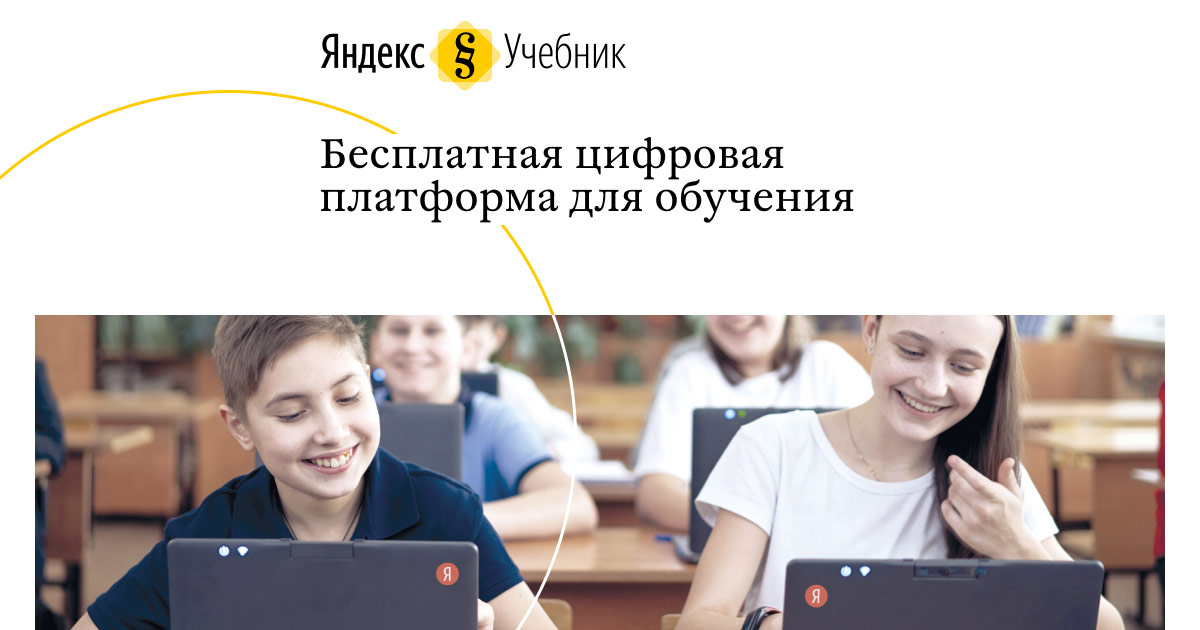 Яндекс § Учебник
Бесплатная цифровая
платформа для обучения
Я
Я